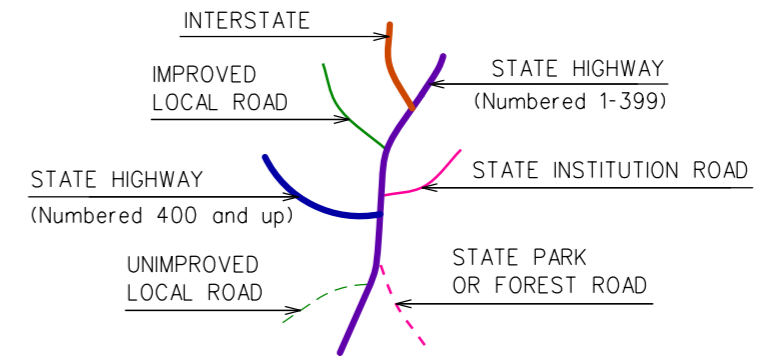 INTERSTATE
IMPROVED
LOCAL ROAD
STATE HIGHWAY
(Numbered 1-399)
STATE INSTITUTION ROAD
STATE HIGHWAY
(Numbered 400 and up)
UNIMPROVED
LOCAL ROAD
STATE PARK
OR FOREST ROAD